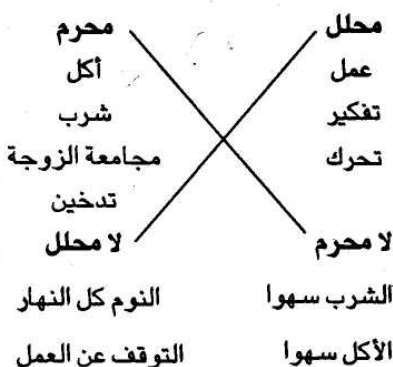 محلل محرم
عمل أكل
تفكير شرب
تحرك مجامعة الزوجة
تدخين
لا محرم لا محلل
الشرب سهوا النوم كل النهار
الأكل سهوا التوقف عن العمل